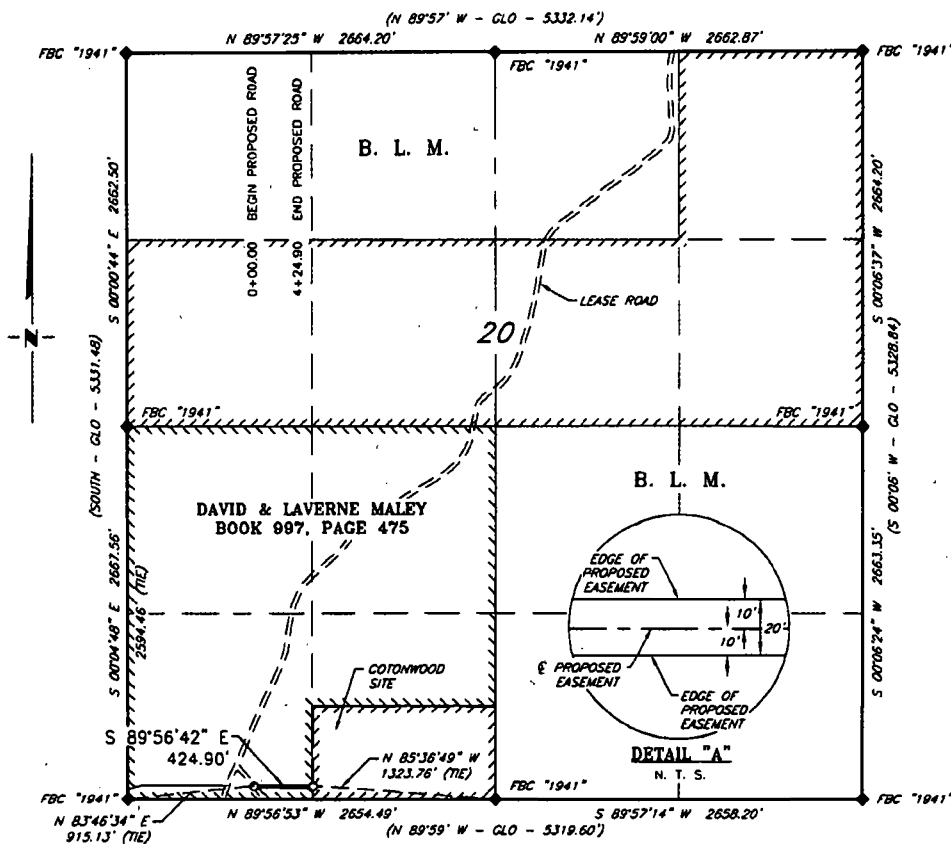 (N 89°57' W - GLO - 5332.14')
N 89°57'25" W 2664.20'
N 89°59'00" W 2662.87'
FBC "1941"
FBC "1941"
FBC "1941"
0+00.00 BEGIN PROPOSED ROAD
4+24.90 END PROPOSED ROAD
B. L. M.
S 00°00'44" E 2662.50'
S 00°06'37" W 2664.20'
LEASE ROAD
20
N
(SOUTH - GLO - 5331.48)
(S 00°06' W - GLO - 5328.84)
FBC "1941"
FBC "1941"
DAVID & LAVERNE MALEY
BOOK 997, PAGE 475
B. L. M.
S 00°04'48" E 2667.56'
2594.46' (TIE)
S 00°06'24" W 2663.35'
EDGE OF
PROPOSED
EASEMENT
10'
20'
10'
℄ PROPOSED
EASEMENT
EDGE OF
PROPOSED
EASEMENT
DETAIL "A"
N. T. S.
COTONWOOD
SITE
S 89°56'42" E
424.90'
N 85°36'49" W
1323.76' (TIE)
FBC "1941"
FBC "1941"
FBC "1941"
N 83°46'34" E
915.13' (TIE)
N 89°56'53" W 2654.49'
S 89°57'14" W 2658.20'
(N 89°59' W - GLO - 5319.60')